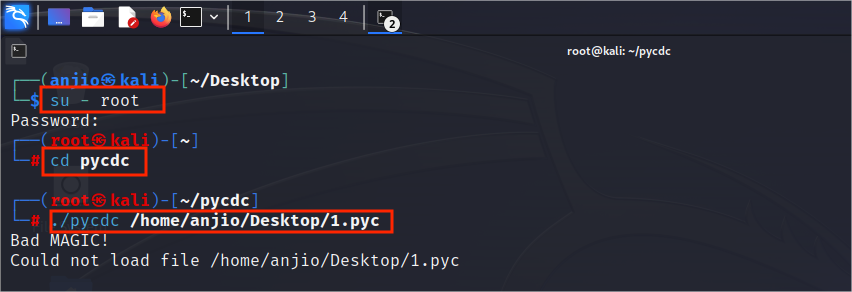 1 2 3 4 2
root@kali: ~/pycdc
┌──(anjio㉿kali)-[~/Desktop]
└─$ su - root
Password:
┌──(root㉿kali)-[~]
└─# cd pycdc
┌──(root㉿kali)-[~/pycdc]
└─# ./pycdc /home/anjio/Desktop/1.pyc
Bad MAGIC!
Could not load file /home/anjio/Desktop/1.pyc